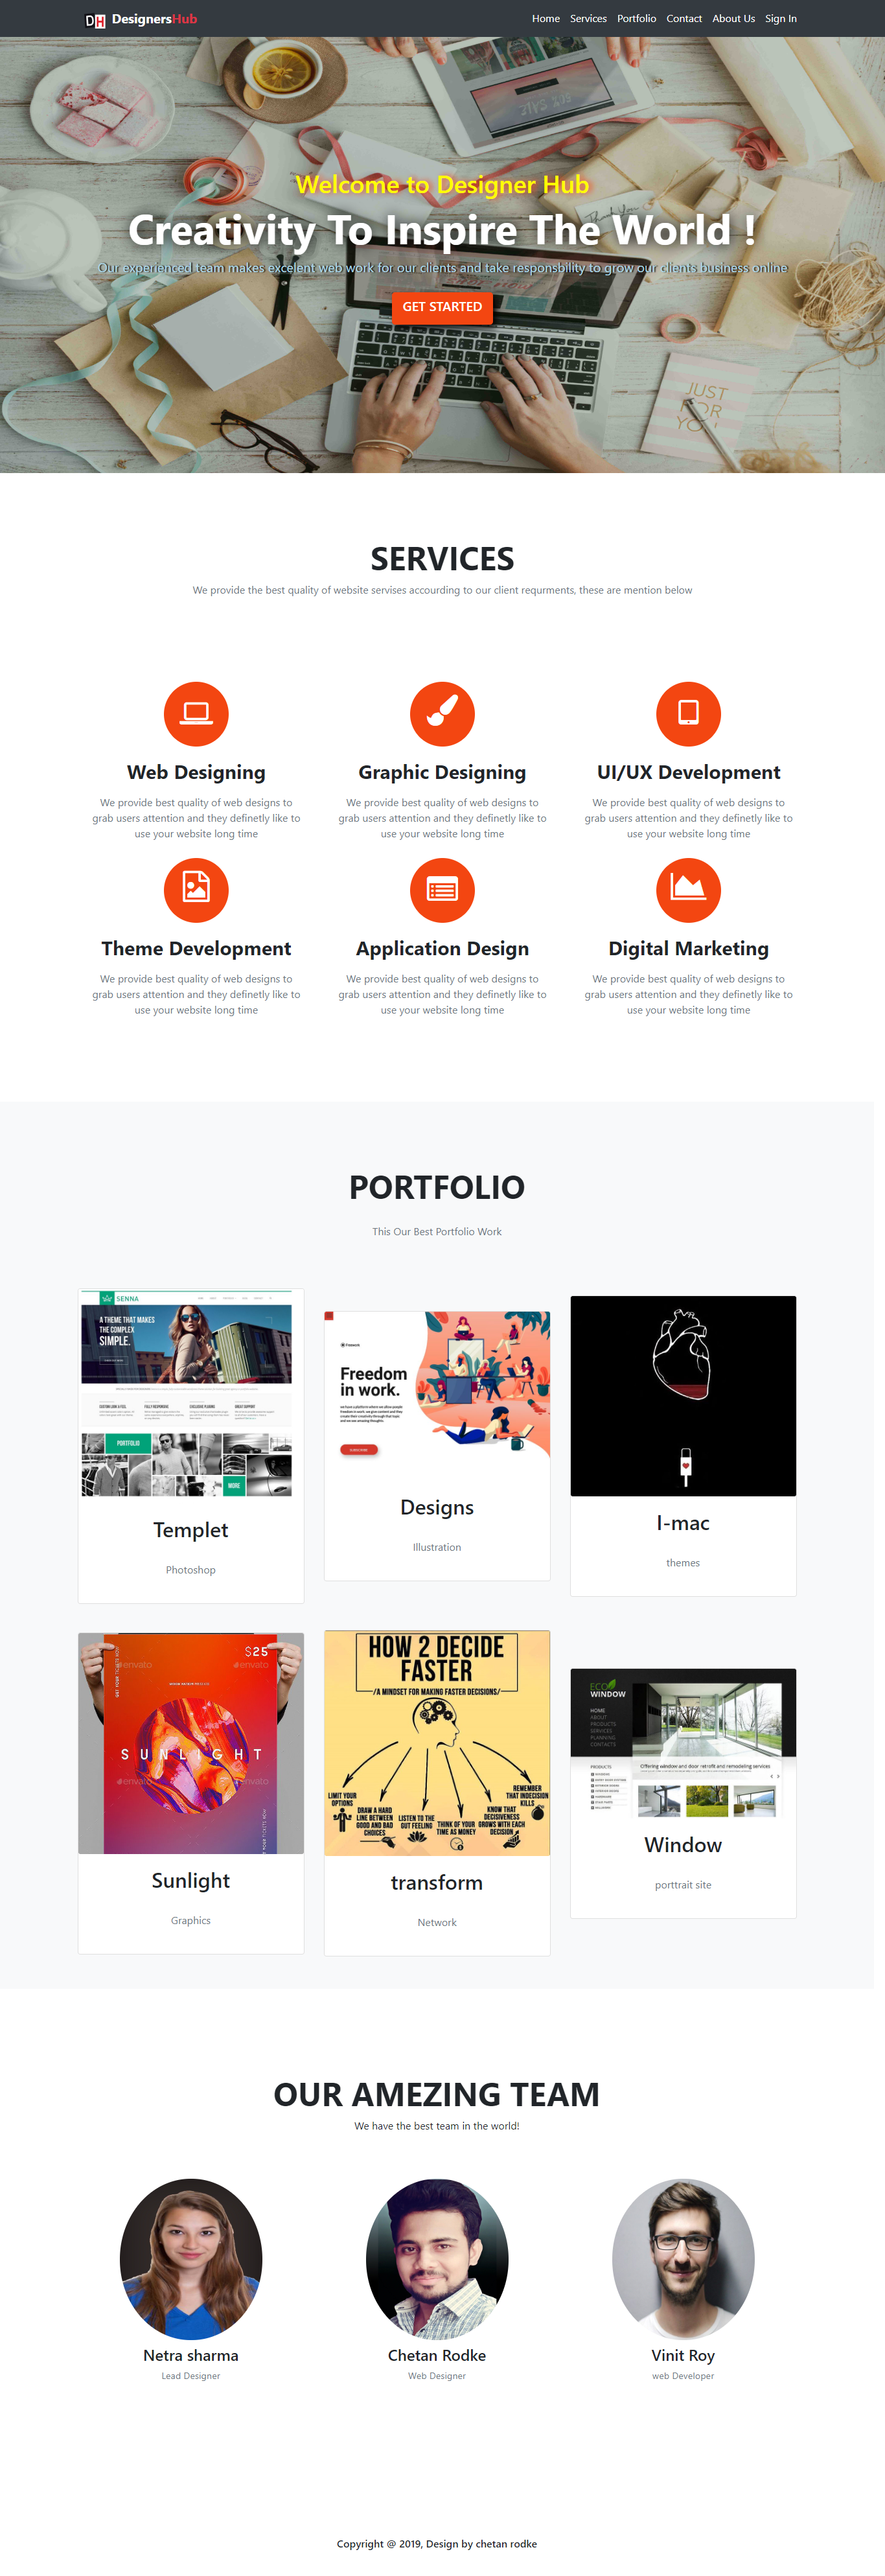 DH DesignersHub
Home Services Portfolio Contact About Us Sign In
Welcome to Designer Hub
Creativity To Inspire The World !
Our experienced team makes excelent web work for our clients and take responsbility to grow our clients business online
GET STARTED
Thank you
JUST
FOR
YOU
SERVICES
We provide the best quality of website servises accourding to our client requrments, these are mention below
Web Designing
We provide best quality of web designs to
grab users attention and they definetly like to
use your website long time
Graphic Designing
We provide best quality of web designs to
grab users attention and they definetly like to
use your website long time
UI/UX Development
We provide best quality of web designs to
grab users attention and they definetly like to
use your website long time
Theme Development
We provide best quality of web designs to
grab users attention and they definetly like to
use your website long time
Application Design
We provide best quality of web designs to
grab users attention and they definetly like to
use your website long time
Digital Marketing
We provide best quality of web designs to
grab users attention and they definetly like to
use your website long time
PORTFOLIO
This Our Best Portfolio Work
SENNA
A THEME THAT MAKES
THE COMPLEX
SIMPLE.
PORTFOLIO
MORE
Templet
Photoshop
Freedom
in work.
Designs
Illustration
I-mac
themes
$25
envato
envato
SUNLIGHT
envato
envato
Sunlight
Graphics
HOW 2 DECIDE
FASTER
/A MINDSET FOR MAKING FASTER DECISIONS/
LIMIT YOUR
OPTIONS
DRAW A HARD
LINE BETWEEN
GOOD AND BAD
CHOICES
LISTEN TO THE
GUT FEELING
THINK OF YOUR
TIME AS MONEY
KNOW THAT
DECISIVENESS
GROWS WITH EACH
DECISION
REMEMBER
THAT INDECISION
KILLS
transform
Network
ECO
WINDOW
HOME
ABOUT
PRODUCTS
SERVICES
PLANNING
CONTACTS
PRODUCTS
Offering window and door retrofit and remodeling services
Window
porttrait site
OUR AMEZING TEAM
We have the best team in the world!
Netra sharma
Lead Designer
Chetan Rodke
Web Designer
Vinit Roy
web Developer
Copyright @ 2019, Design by chetan rodke